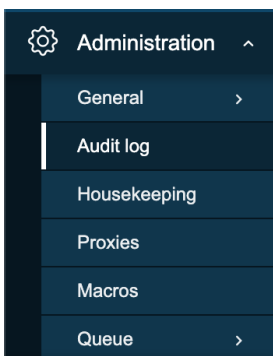 Administration
General
Audit log
Housekeeping
Proxies
Macros
Queue